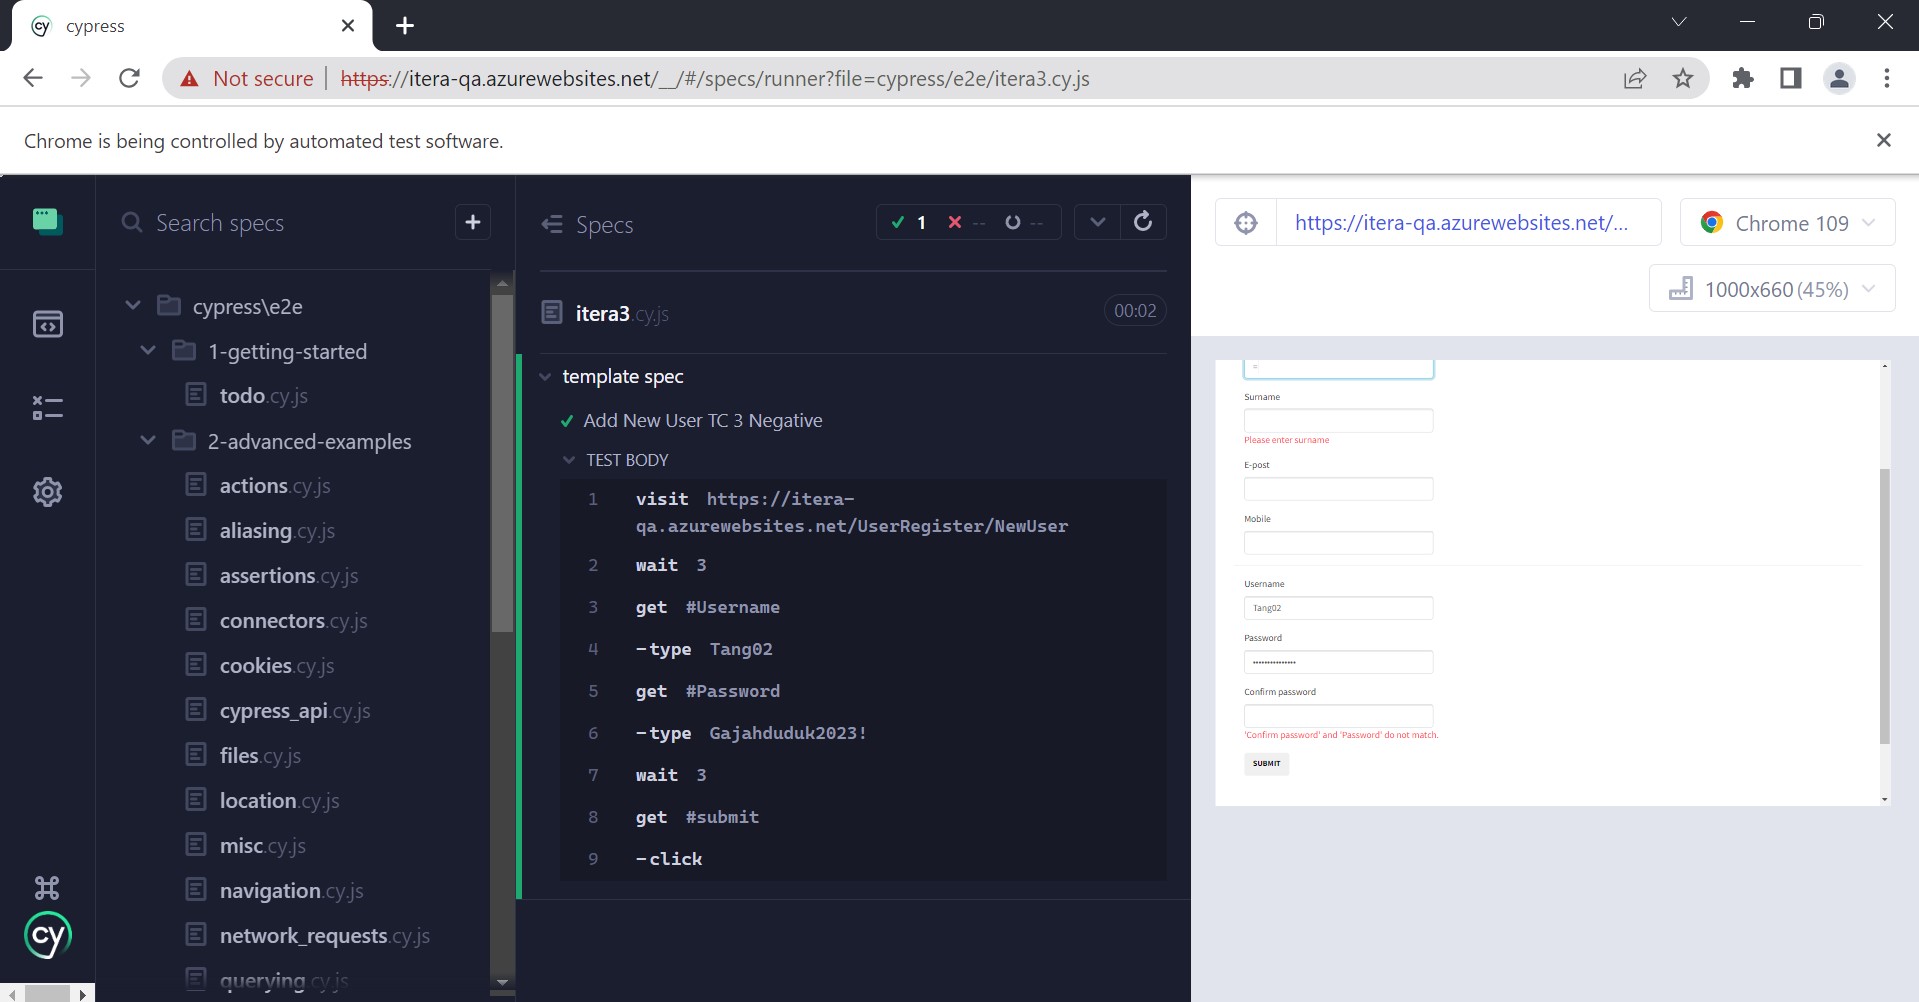 cypress
Not secure https://itera-qa.azurewebsites.net/__/#/specs/runner?file=cypress/e2e/itera3.cy.js
Chrome is being controlled by automated test software.
Search specs
cypress\e2e
1-getting-started
todo.cy.js
2-advanced-examples
actions.cy.js
aliasing.cy.js
assertions.cy.js
connectors.cy.js
cookies.cy.js
cypress_api.cy.js
files.cy.js
location.cy.js
misc.cy.js
navigation.cy.js
network_requests.cy.js
querying.cy.js
cy
Specs
1 -- --
itera3.cy.js 00:02
template spec
Add New User TC 3 Negative
TEST BODY
1 visit https://itera-
qa.azurewebsites.net/UserRegister/NewUser
2 wait 3
3 get #Username
4 -type Tang02
5 get #Password
6 -type Gajahduduk2023!
7 wait 3
8 get #submit
9 -click
https://itera-qa.azurewebsites.net/...
Chrome 109
1000x660 (45%)
Surname
Please enter surname
E-post
Mobile
Username
Tang02
Password
•••••••••••••••
Confirm password
'Confirm password' and 'Password' do not match.
SUBMIT